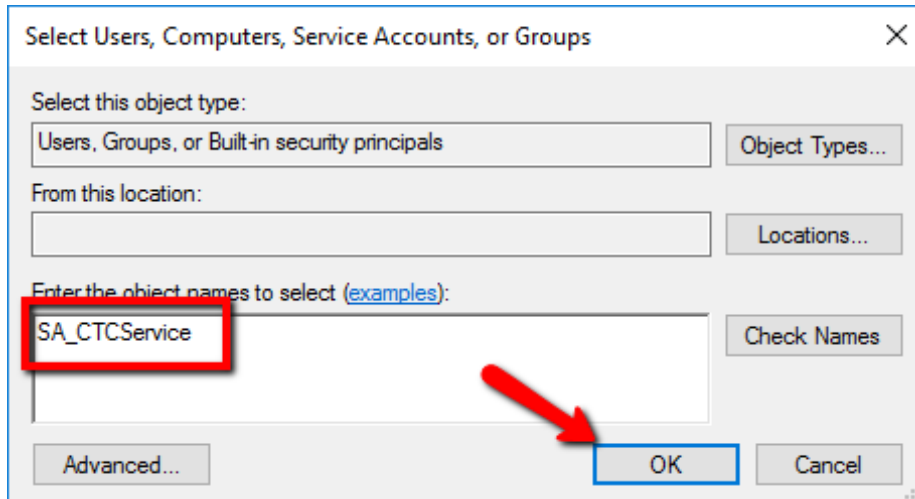 Select Users, Computers, Service Accounts, or Groups
Select this object type:
Users, Groups, or Built-in security principals
Object Types...
From this location:
Locations...
Enter the object names to select (examples):
SA_CTCService
Check Names
Advanced...
OK
Cancel